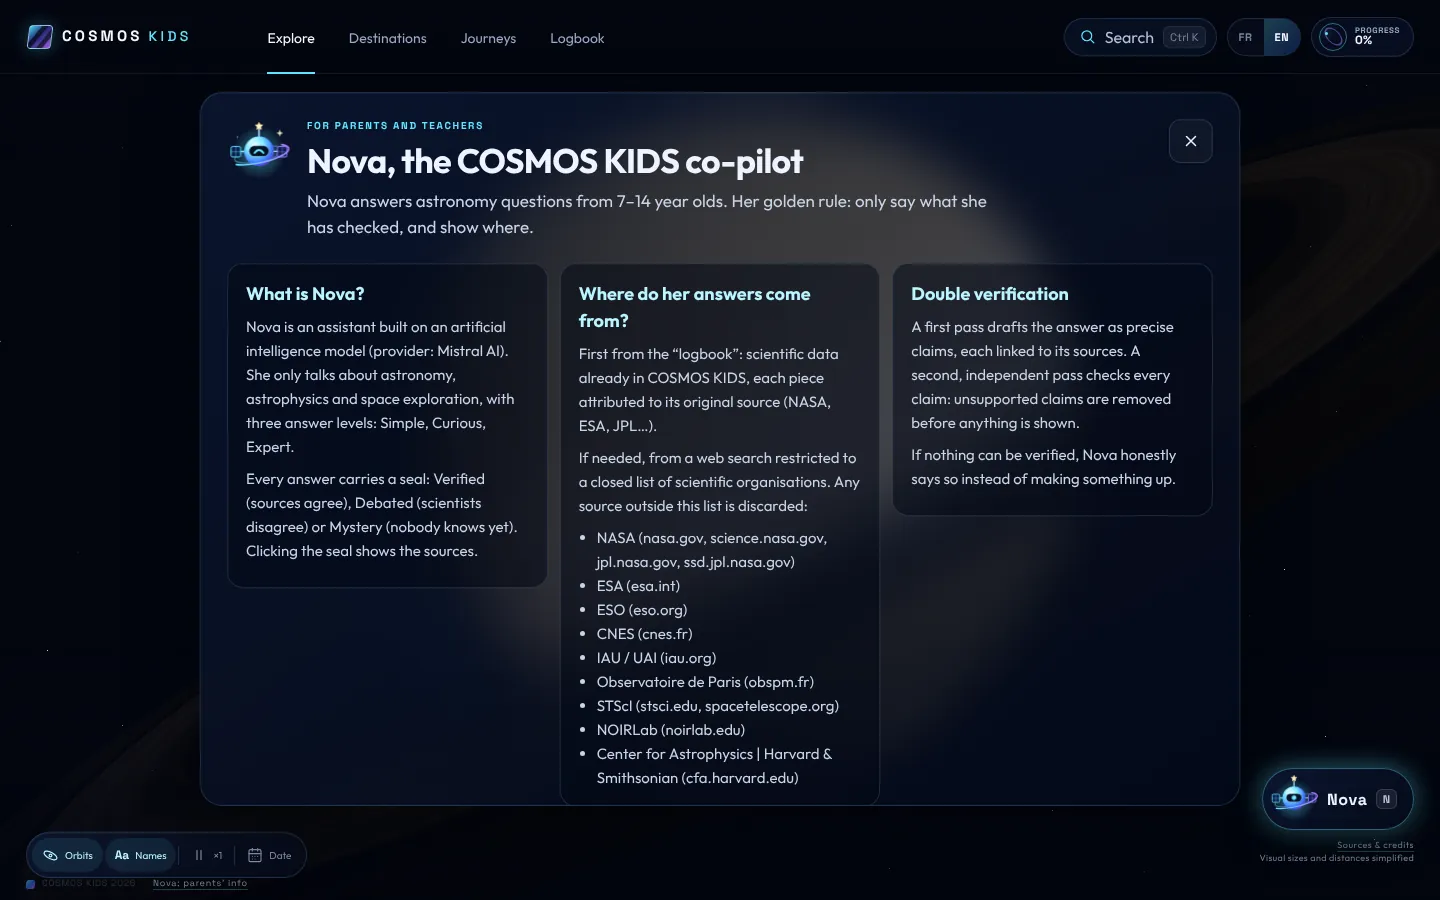 COSMOS KIDS
Explore
Destinations
Journeys
Logbook
Search
Ctrl K
FR
EN
PROGRESS
0%
FOR PARENTS AND TEACHERS
Nova, the COSMOS KIDS co-pilot
Nova answers astronomy questions from 7–14 year olds. Her golden rule: only say what she
has checked, and show where.
What is Nova?
Nova is an assistant built on an artificial
intelligence model (provider: Mistral AI).
She only talks about astronomy,
astrophysics and space exploration, with
three answer levels: Simple, Curious,
Expert.
Every answer carries a seal: Verified
(sources agree), Debated (scientists
disagree) or Mystery (nobody knows yet).
Clicking the seal shows the sources.
Where do her answers come
from?
First from the “logbook”: scientific data
already in COSMOS KIDS, each piece
attributed to its original source (NASA,
ESA, JPL…).
If needed, from a web search restricted to
a closed list of scientific organisations. Any
source outside this list is discarded:
• NASA (nasa.gov, science.nasa.gov,
jpl.nasa.gov, ssd.jpl.nasa.gov)
• ESA (esa.int)
• ESO (eso.org)
• CNES (cnes.fr)
• IAU / UAI (iau.org)
• Observatoire de Paris (obspm.fr)
• STScI (stsci.edu, spacetelescope.org)
• NOIRLab (noirlab.edu)
• Center for Astrophysics | Harvard &
Smithsonian (cfa.harvard.edu)
Double verification
A first pass drafts the answer as precise
claims, each linked to its sources. A
second, independent pass checks every
claim: unsupported claims are removed
before anything is shown.
If nothing can be verified, Nova honestly
says so instead of making something up.
Nova
N
Orbits
Aa Names
×1
Date
Sources & credits
Visual sizes and distances simplified
COSMOS KIDS 2026
Nova: parents' info